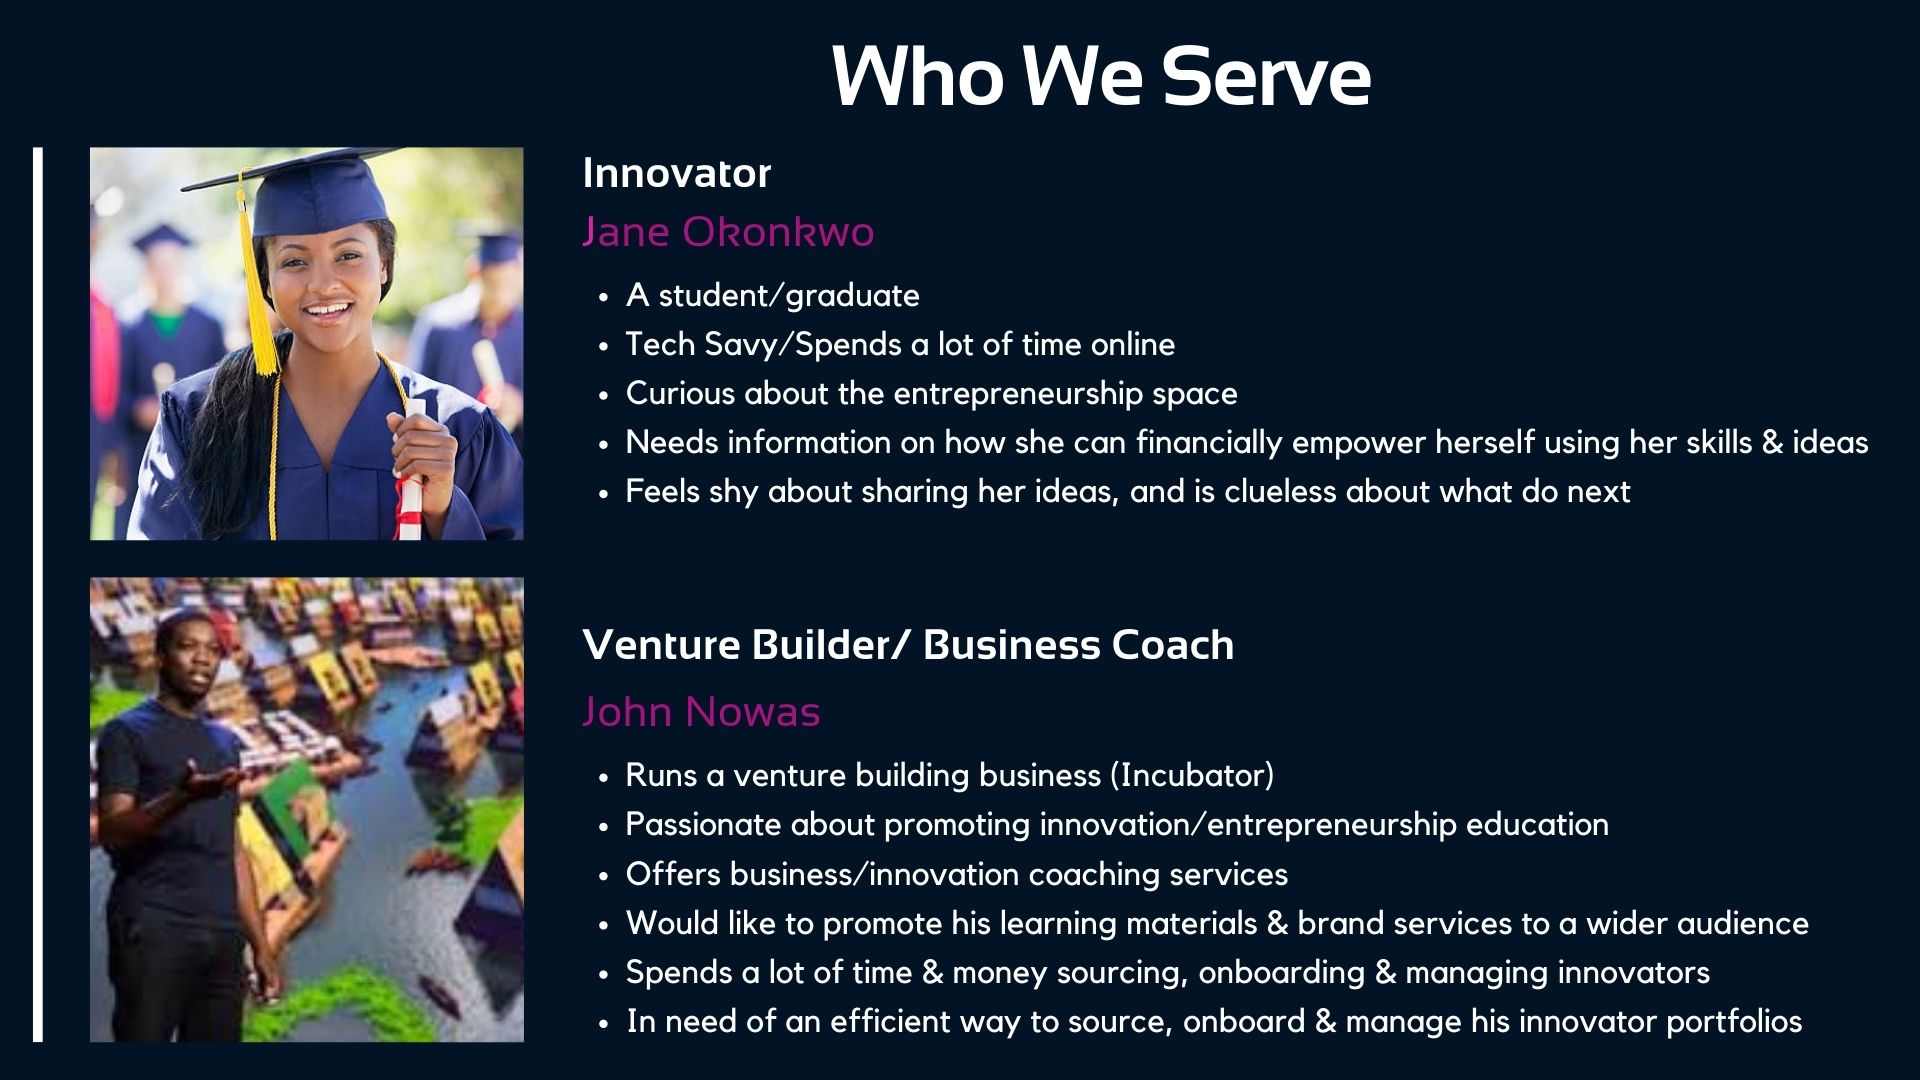 Who We Serve
Innovator
Jane Okonkwo
• A student/graduate
• Tech Savy/Spends a lot of time online
• Curious about the entrepreneurship space
• Needs information on how she can financially empower herself using her skills & ideas
• Feels shy about sharing her ideas, and is clueless about what do next
Venture Builder/ Business Coach
John Nowas
• Runs a venture building business (Incubator)
• Passionate about promoting innovation/entrepreneurship education
• Offers business/innovation coaching services
• Would like to promote his learning materials & brand services to a wider audience
• Spends a lot of time & money sourcing, onboarding & managing innovators
• In need of an efficient way to source, onboard & manage his innovator portfolios